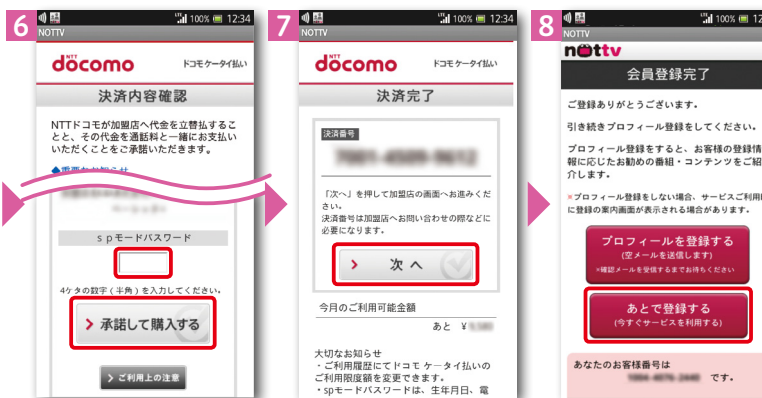 6
100% 12:34
NOTTV
NTT
döcomo
ドコモケータイ払い
決済内容確認
NTTドコモが加盟店へ代金を立替払するこ
とと、その代金を通話料と一緒にお支払い
いただくことをご承諾いただきます。
◆重要なお知らせ
spモードパスワード
4ケタの数字(半角)を入力してください。
承諾して購入する
ご利用上の注意
7
100% 12:34
NOTTV
NTT
döcomo
ドコモケータイ払い
決済完了
決済番号
「次へ」を押して加盟店の画面へお進みくだ
さい。
決済番号は加盟店へお問い合わせの際などに
必要になります。
次へ
今月のご利用可能金額
あと ¥
大切なお知らせ
・ご利用履歴にてドコモ ケータイ払いの
ご利用限度額を変更できます。
・spモードパスワードは、生年月日、電
8
100% 12
NOTTV
nottv
会員登録完了
ご登録ありがとうございます。
引き続きプロフィール登録をしてください。
プロフィール登録をすると、お客様の登録情
報に応じたお勧めの番組・コンテンツをご紹
介します。
×プロフィール登録をしない場合、サービスご利用
に登録の案内画面が表示される場合があります。
プロフィールを登録する
(空メールを送信します)
×確認メールを受信するまでお待ちください
あとで登録する
(今すぐサービスを利用する)
あなたのお客様番号は
です。